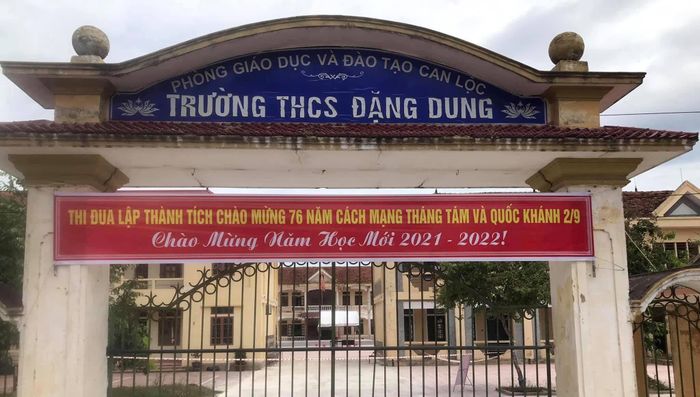 PHÒNG GIÁO DỤC VÀ ĐÀO TẠO CAN LỘC
TRƯỜNG THCS ĐẶNG DUNG
THI ĐUA LẬP THÀNH TÍCH CHÀO MỪNG 76 NĂM CÁCH MẠNG THÁNG TÁM VÀ QUỐC KHÁNH 2/9
Chào Mừng Năm Học Mới 2021 - 2022!